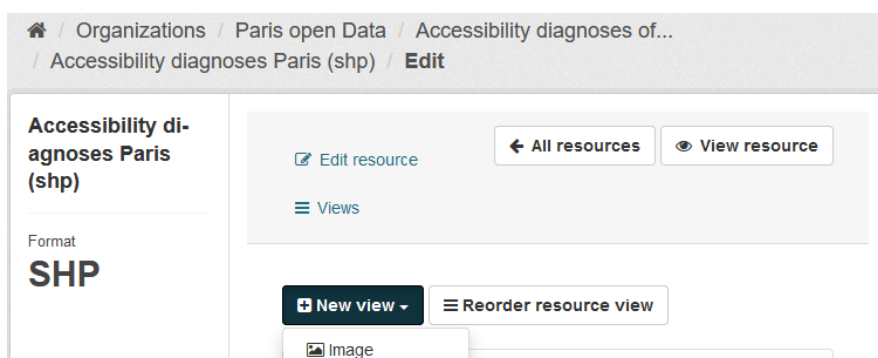 / Organizations / Paris open Data / Accessibility diagnoses of...
/ Accessibility diagnoses Paris (shp) / Edit
Accessibility di-
agnoses Paris
(shp)
Format
SHP
Edit resource
All resources
View resource
Views
New view
Reorder resource view
Image